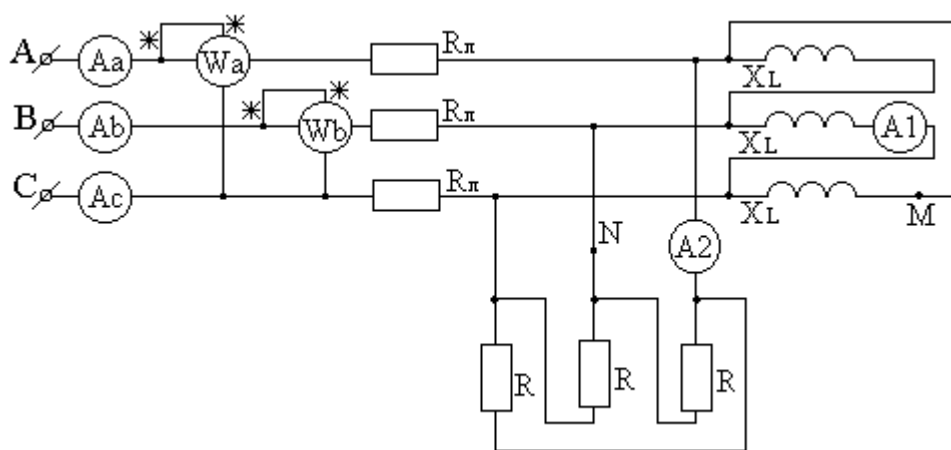 A Aa * * Wa Rл XL
B Ab * * Wb Rл XL A1
C Ac Rл XL M
N A2
R R R